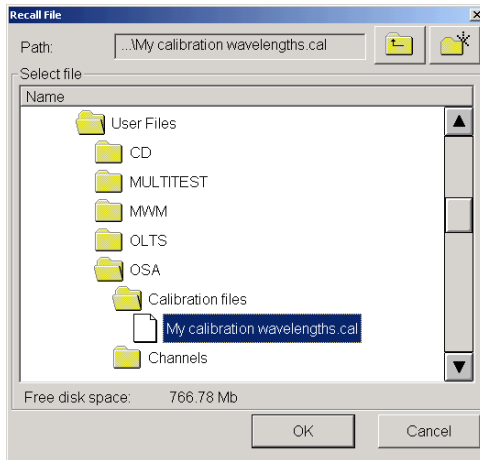 Recall File
Path: ...\My calibration wavelengths.cal
Select file
Name
User Files
CD
MULTITEST
MWM
OLTS
OSA
Calibration files
My calibration wavelengths.cal
Channels
Free disk space: 766.78 Mb
OK Cancel